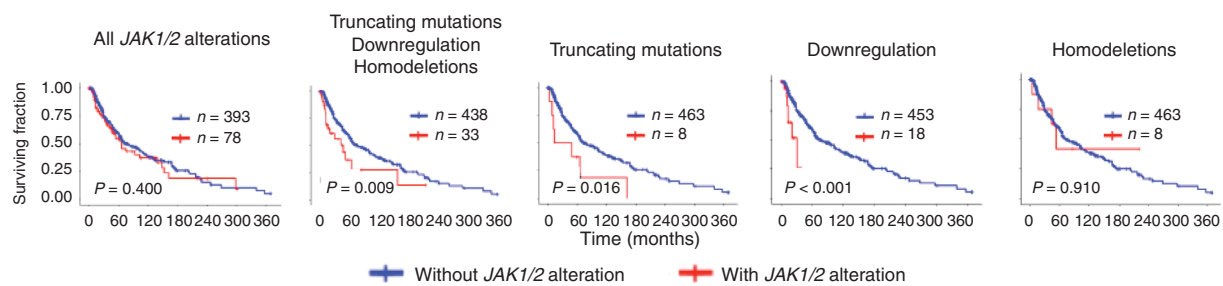 All JAK1/2 alterations
Truncating mutations
Downregulation
Homodeletions
Truncating mutations
Downregulation
Homodeletions
Surviving fraction
1.00
0.75
0.50
0.25
0.00
n = 393
n = 78
P = 0.400
0 60 120 180 240 300 360
n = 438
n = 33
P = 0.009
0 60 120 180 240 300 360
n = 463
n = 8
P = 0.016
0 60 120 180 240 300 360
n = 453
n = 18
P < 0.001
0 60 120 180 240 300 360
n = 463
n = 8
P = 0.910
0 60 120 180 240 300 360
Time (months)
Without JAK1/2 alteration
With JAK1/2 alteration